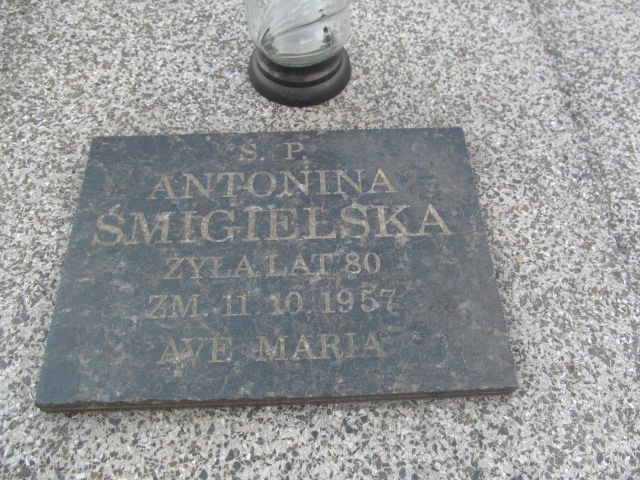 Ś. P.
ANTONINA
ŚMIGIELSKA
ŻYŁA LAT 80
ZM. 11.10.1957
AVE MARIA